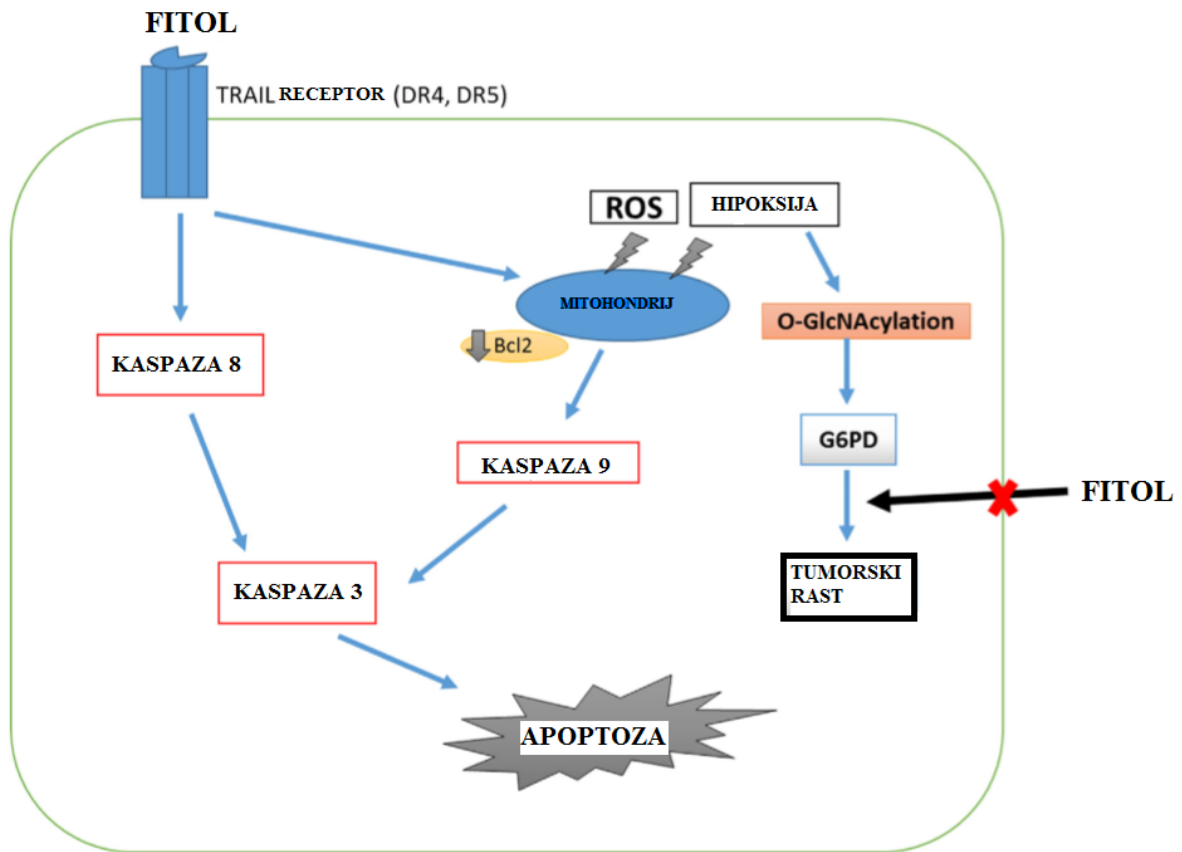 FITOL
TRAIL RECEPTOR (DR4, DR5)
ROS
HIPOKSIJA
MITOHONDRIJ
O-GlcNAcylation
Bcl2
KASPAZA 8
G6PD
KASPAZA 9
FITOL
KASPAZA 3
TUMORSKI
RAST
APOPTOZA